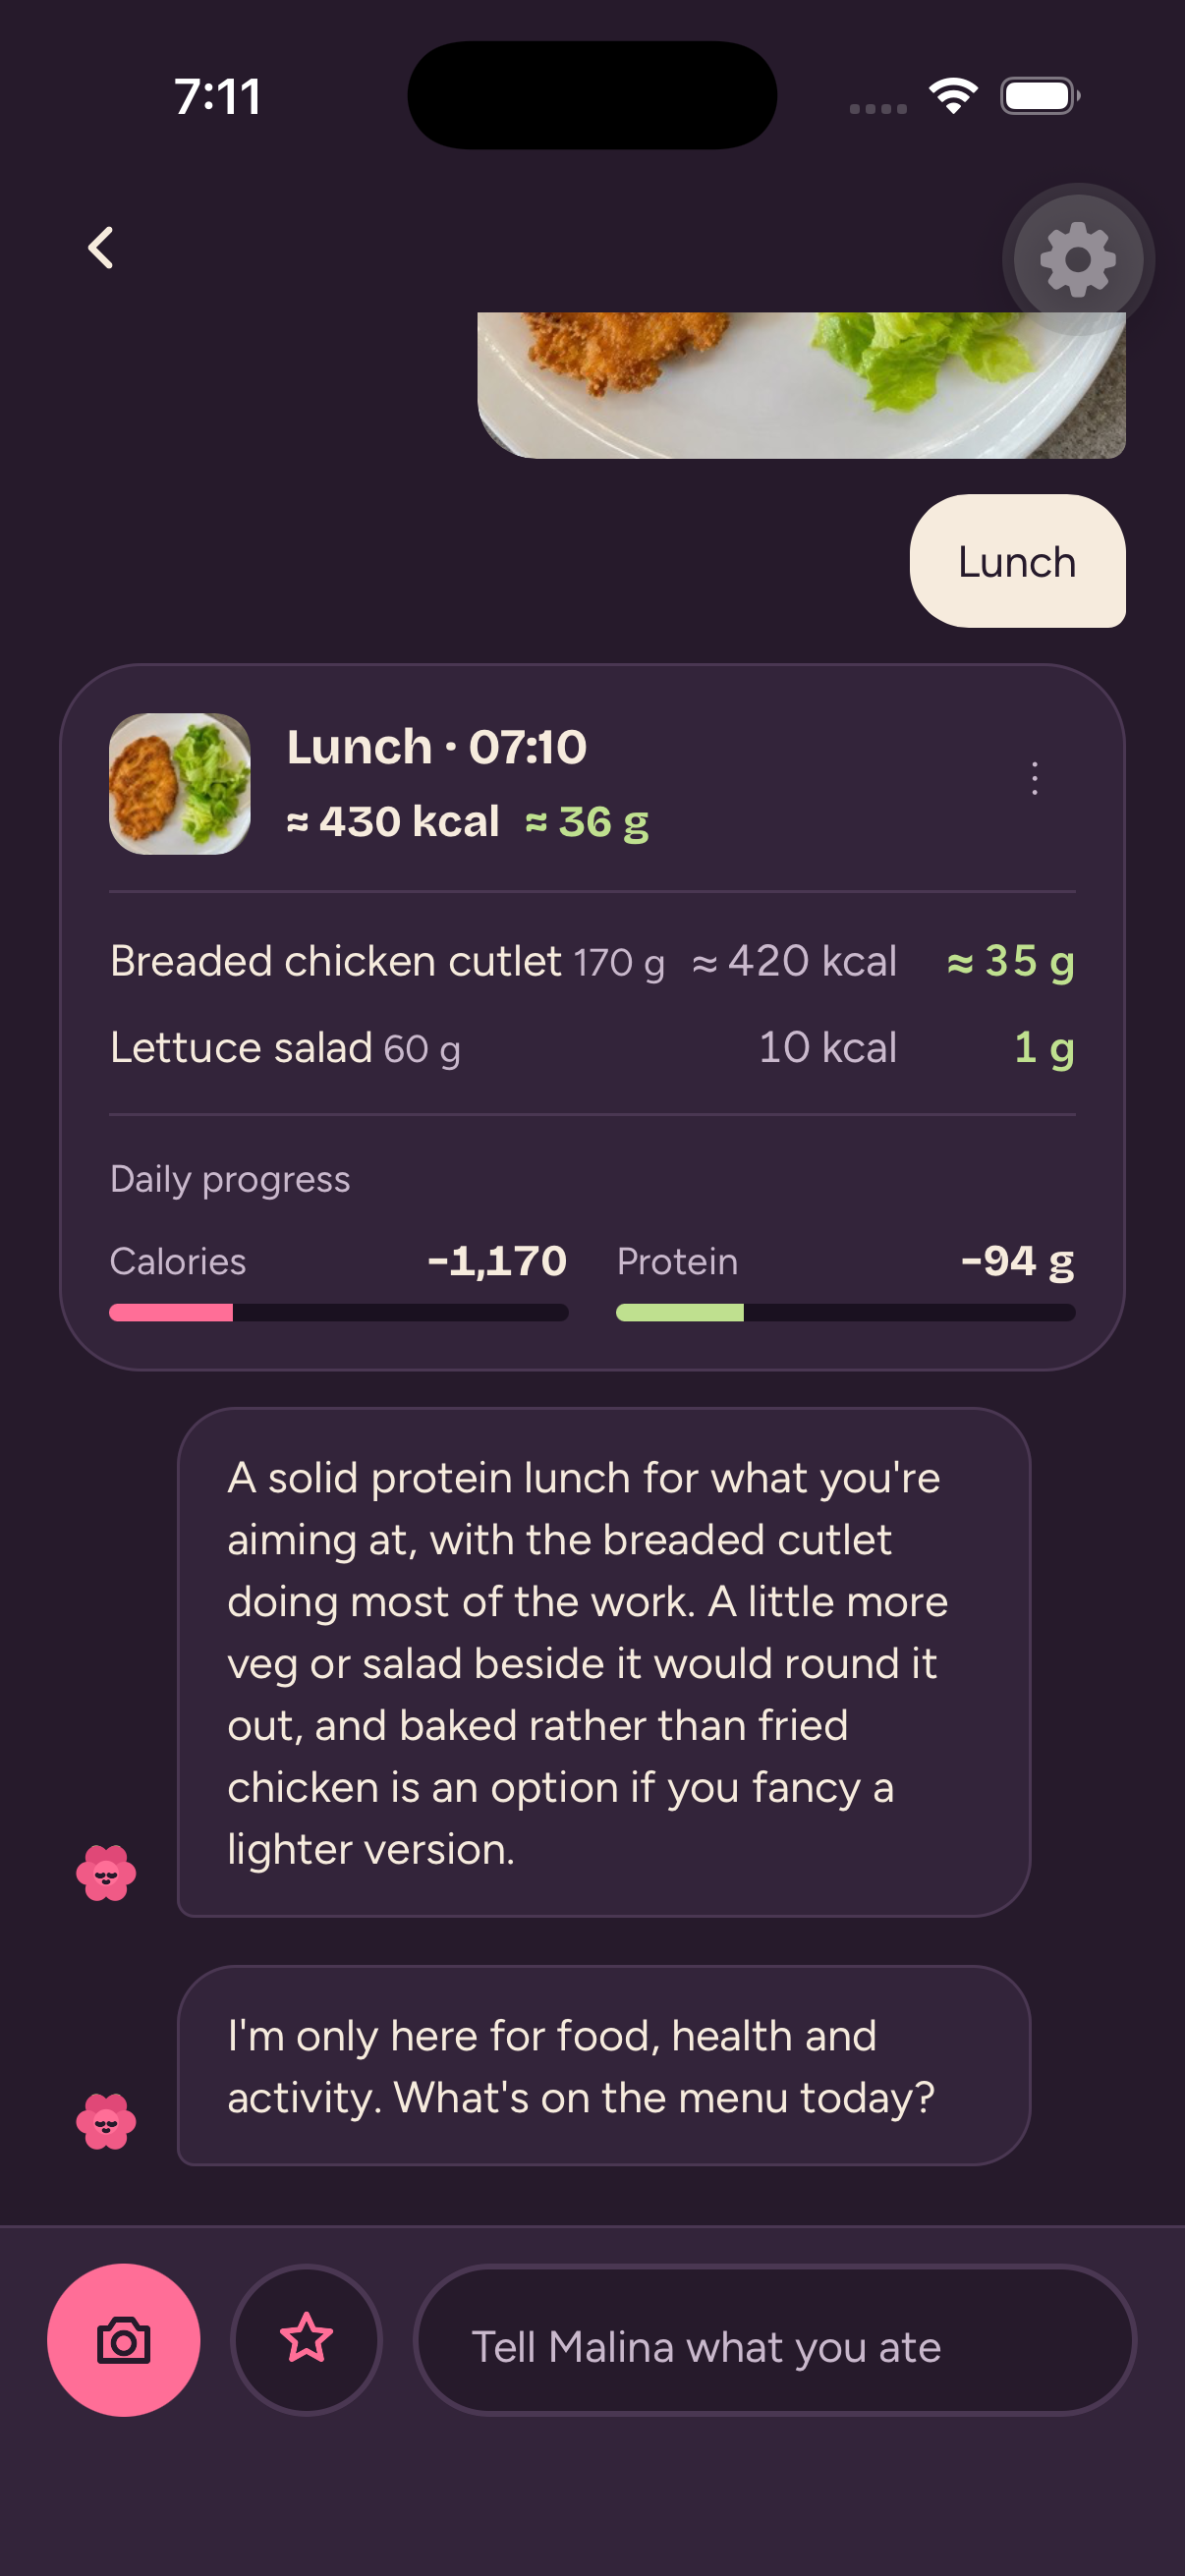 7:11
Lunch
Lunch · 07:10
≈ 430 kcal ≈ 36 g
Breaded chicken cutlet 170 g ≈ 420 kcal ≈ 35 g
Lettuce salad 60 g 10 kcal 1 g
Daily progress
Calories −1,170 Protein −94 g
A solid protein lunch for what you're
aiming at, with the breaded cutlet
doing most of the work. A little more
veg or salad beside it would round it
out, and baked rather than fried
chicken is an option if you fancy a
lighter version.
I'm only here for food, health and
activity. What's on the menu today?
Tell Malina what you ate